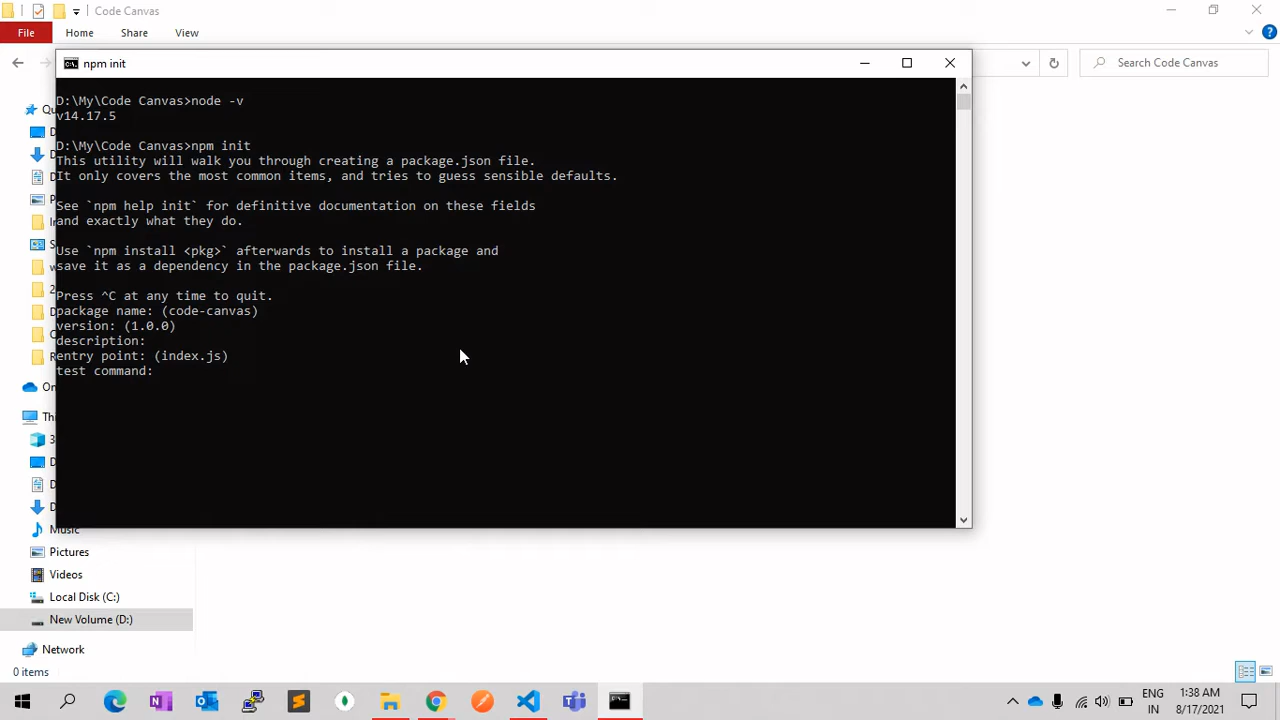 Code Canvas
File
Home
Share
View
npm init
Search Code Canvas
D:\My\Code Canvas>node -v
v14.17.5
D:\My\Code Canvas>npm init
This utility will walk you through creating a package.json file.
It only covers the most common items, and tries to guess sensible defaults.
See `npm help init` for definitive documentation on these fields
and exactly what they do.
Use `npm install <pkg>` afterwards to install a package and
save it as a dependency in the package.json file.
Press ^C at any time to quit.
package name: (code-canvas)
version: (1.0.0)
description:
entry point: (index.js)
test command:
Music
Pictures
Videos
Local Disk (C:)
New Volume (D:)
Network
0 items
ENG
IN
1:38 AM
8/17/2021